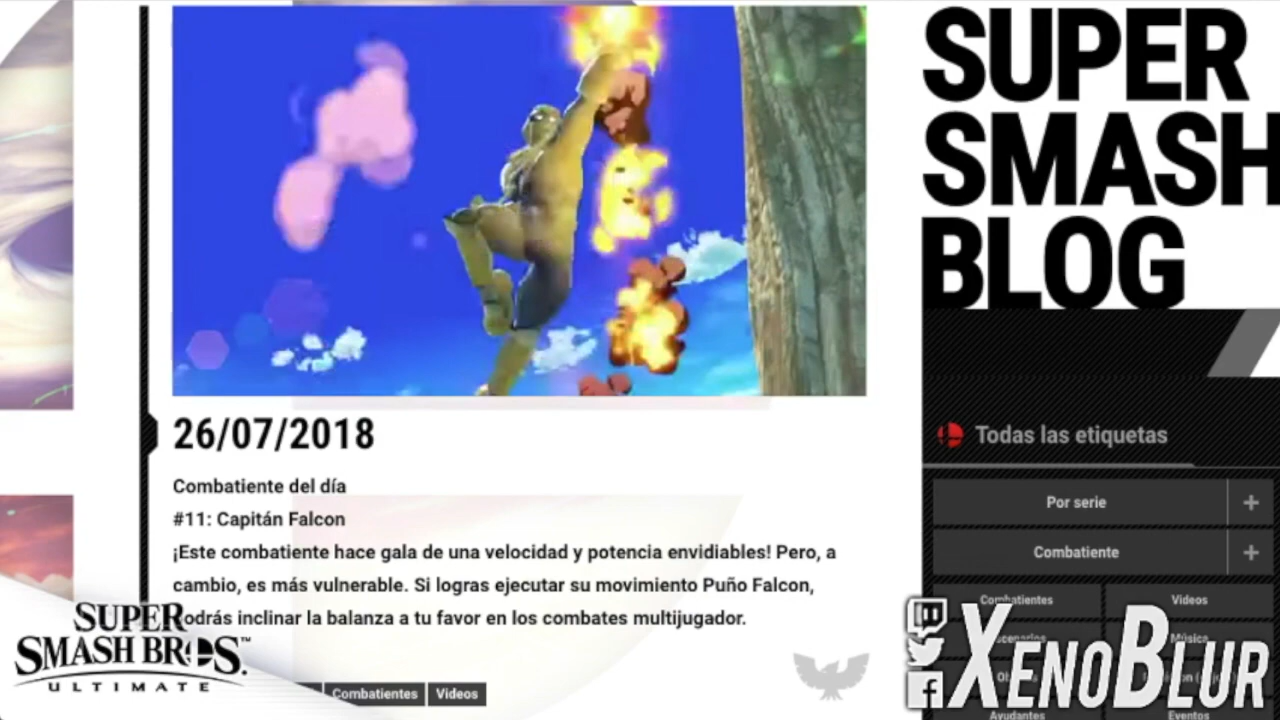 SUPER
SMASH
BLOG
26/07/2018
Combatiente del día
#11: Capitán Falcon
¡Este combatiente hace gala de una velocidad y potencia envidiables! Pero, a
cambio, es más vulnerable. Si logras ejecutar su movimiento Puño Falcon,
podrás inclinar la balanza a tu favor en los combates multijugador.
Combatientes
Videos
Todas las etiquetas
Por serie
+
Combatiente
+
Combatientes
Videos
Música
Ayudantes
Eventos
SUPER
SMASH BROS.™
ULTIMATE
XENOBLUR